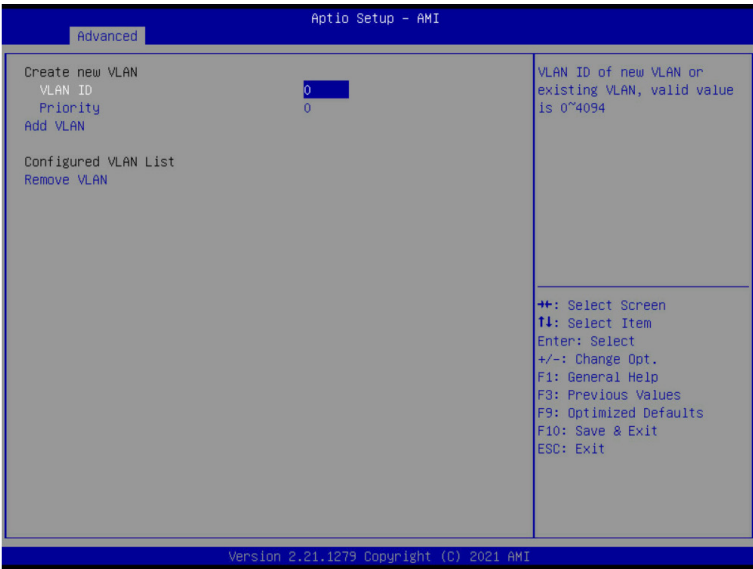 Aptio Setup – AMI
Advanced
Create new VLAN
VLAN ID 0
Priority 0
Add VLAN
Configured VLAN List
Remove VLAN
VLAN ID of new VLAN or
existing VLAN, valid value
is 0~4094
→←: Select Screen
↑↓: Select Item
Enter: Select
+/-: Change Opt.
F1: General Help
F3: Previous Values
F9: Optimized Defaults
F10: Save & Exit
ESC: Exit
Version 2.21.1279 Copyright (C) 2021 AMI